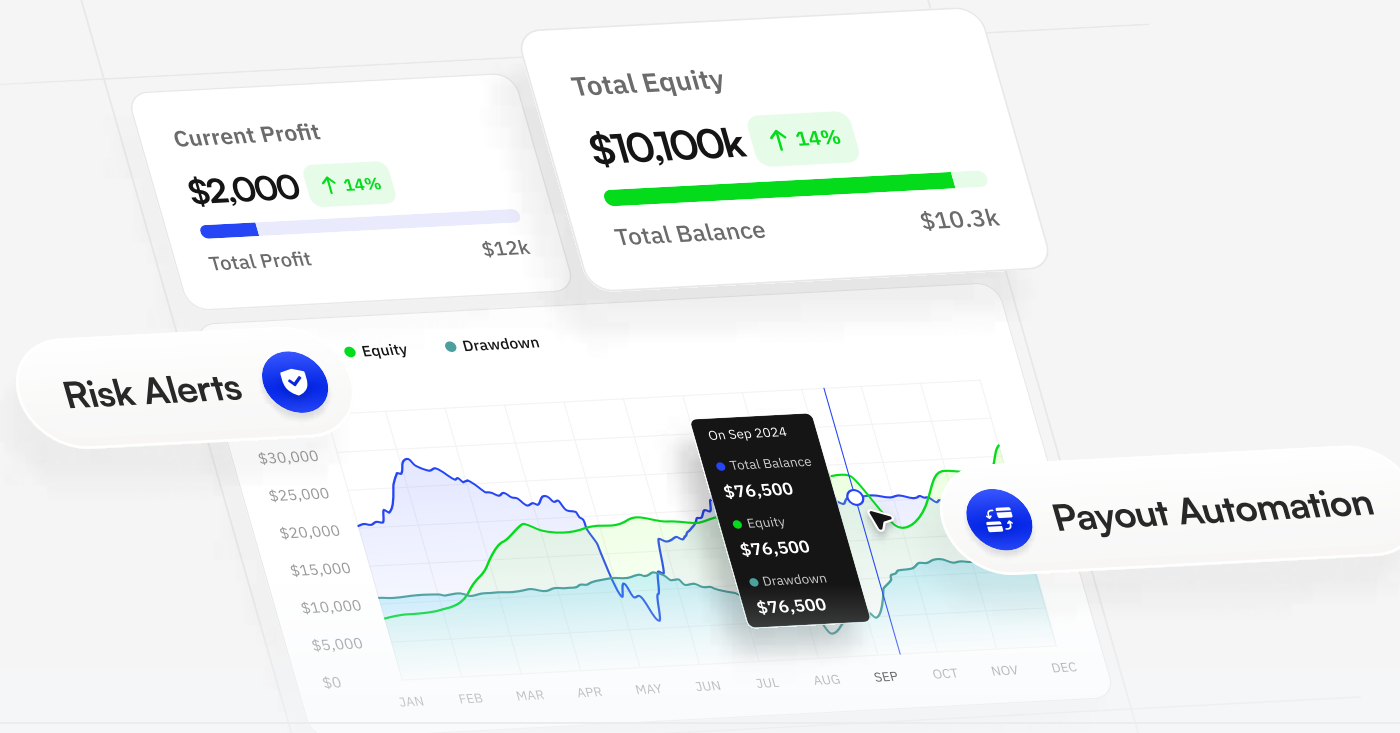 Total Equity
$10,100k
↑ 14%
Total Balance
$10.3k
Current Profit
$2,000
↑ 14%
Total Profit
$12k
Risk Alerts
Equity
Drawdown
$30,000
$25,000
$20,000
$15,000
$10,000
$5,000
$0
On Sep 2024
Total Balance
$76,500
Equity
$76,500
Drawdown
$76,500
Payout Automation
JAN FEB MAR APR MAY JUN JUL AUG SEP OCT NOV DEC